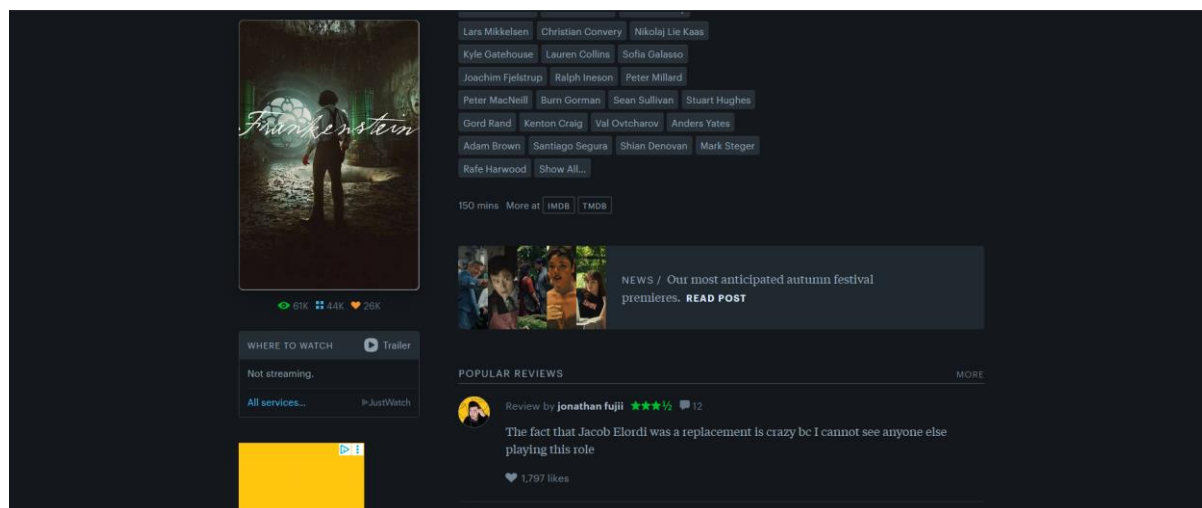 Frankenstein
61K 44K 26K
WHERE TO WATCH Trailer
Not streaming.
All services... JustWatch
Lars Mikkelsen Christian Convery Nikolaj Lie Kaas
Kyle Gatehouse Lauren Collins Sofia Galasso
Joachim Fjelstrup Ralph Ineson Peter Millard
Peter MacNeill Burn Gorman Sean Sullivan Stuart Hughes
Gord Rand Kenton Craig Val Ovtcharov Anders Yates
Adam Brown Santiago Segura Shian Denovan Mark Steger
Rafe Harwood Show All...
150 mins More at IMDB TMDB
NEWS / Our most anticipated autumn festival
premieres. READ POST
POPULAR REVIEWS MORE
Review by jonathan fujii ★★★½ 12
The fact that Jacob Elordi was a replacement is crazy bc I cannot see anyone else
playing this role
1,797 likes